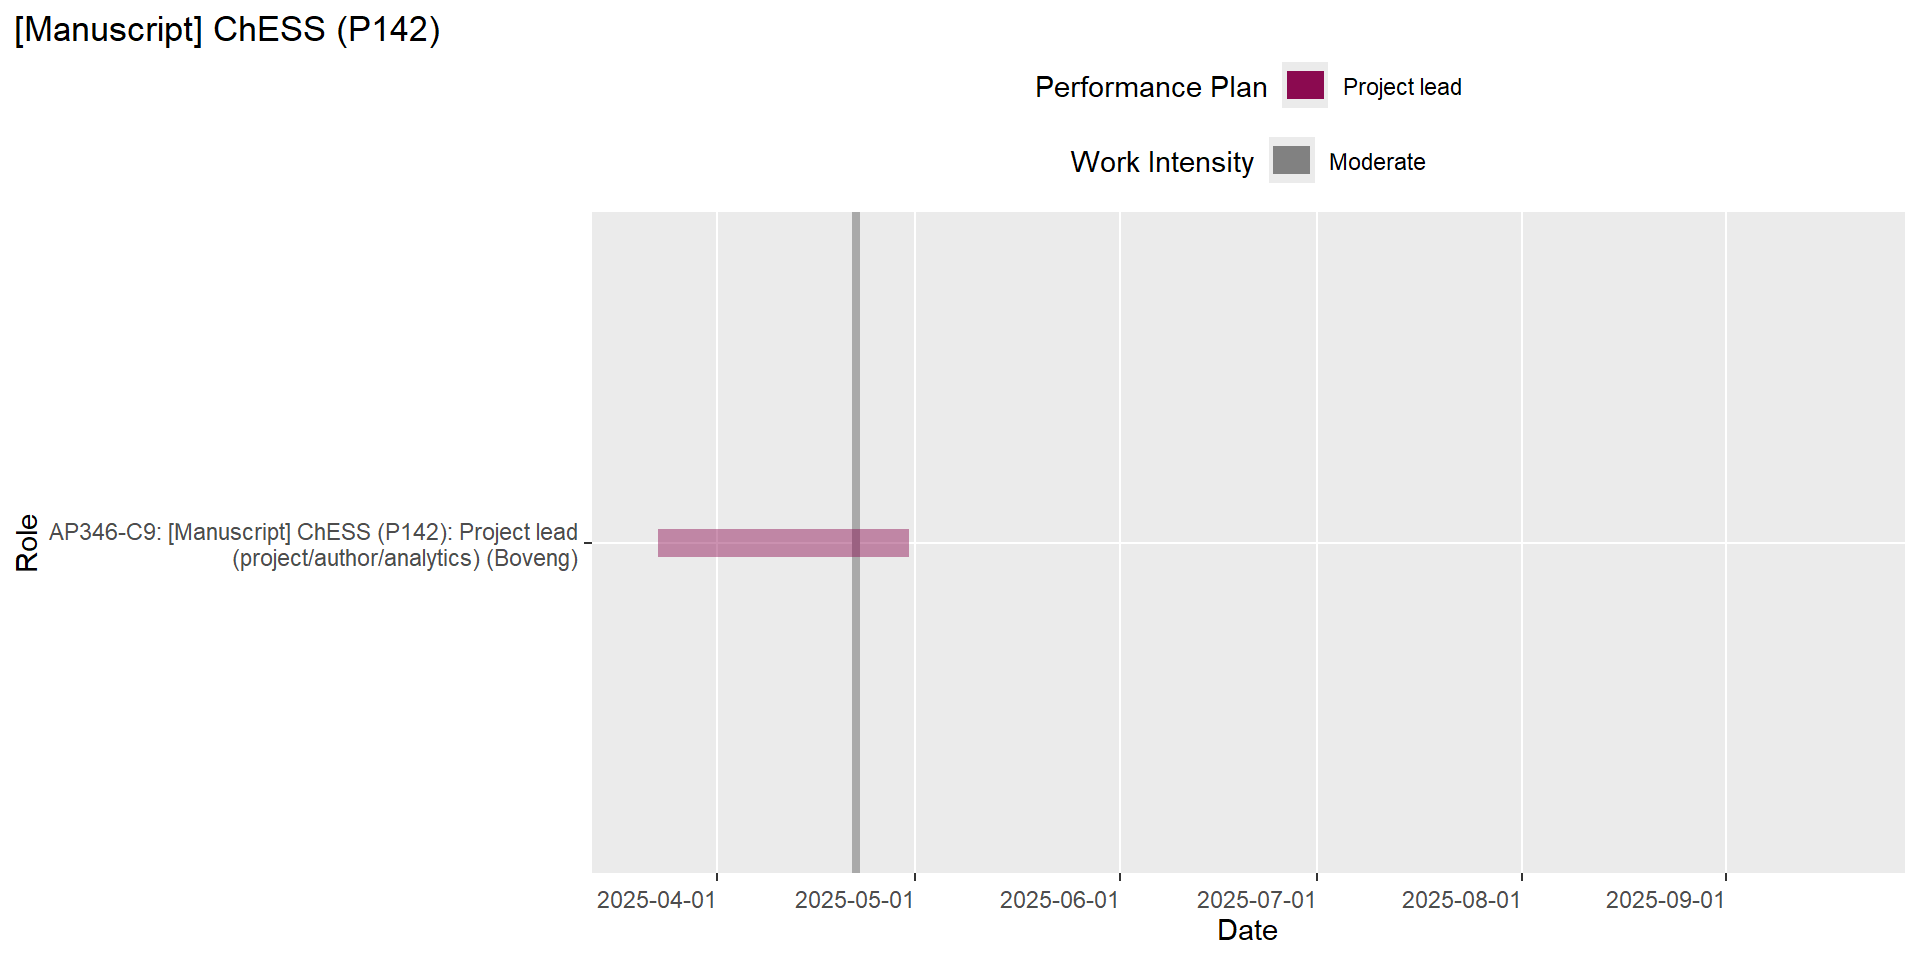 [Manuscript] ChESS (P142)
Performance Plan Project lead
Work Intensity Moderate
Role
AP346-C9: [Manuscript] ChESS (P142): Project lead
(project/author/analytics) (Boveng)
2025-04-01 2025-05-01 2025-06-01 2025-07-01 2025-08-01 2025-09-01
Date